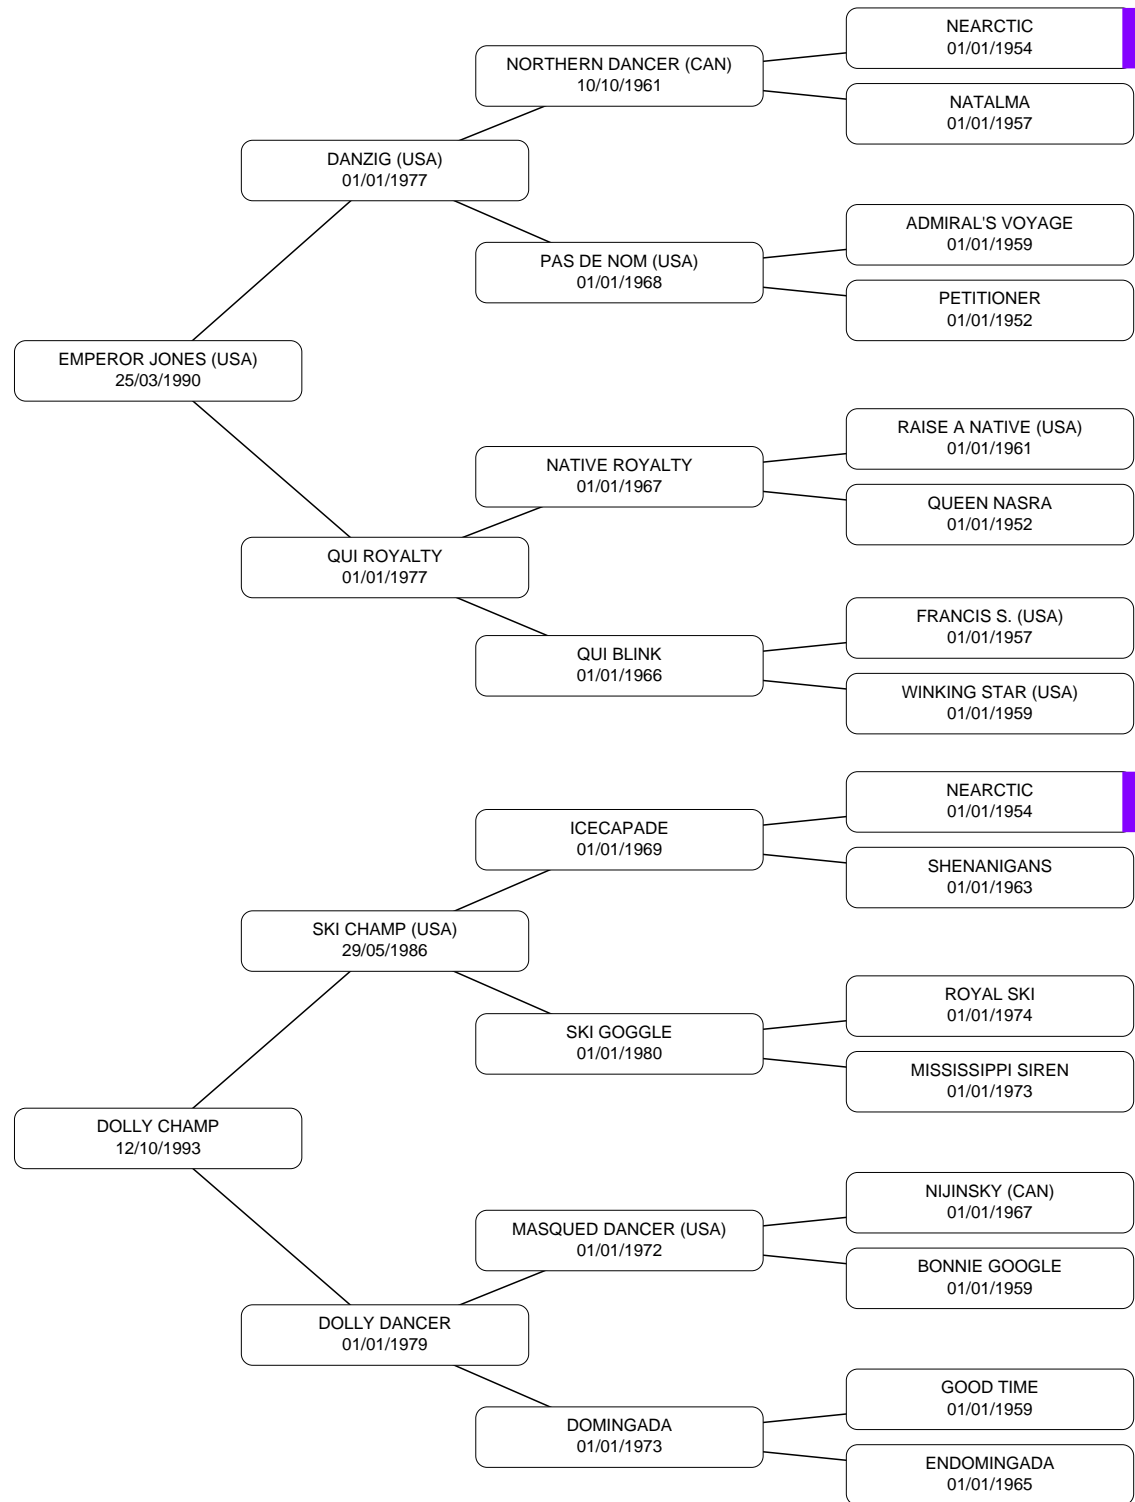 NEARCTIC
01/01/1954
NORTHERN DANCER (CAN)
10/10/1961
NATALMA
01/01/1957
DANZIG (USA)
01/01/1977
ADMIRAL'S VOYAGE
01/01/1959
PAS DE NOM (USA)
01/01/1968
PETITIONER
01/01/1952
EMPEROR JONES (USA)
25/03/1990
RAISE A NATIVE (USA)
01/01/1961
NATIVE ROYALTY
01/01/1967
QUEEN NASRA
01/01/1952
QUI ROYALTY
01/01/1977
FRANCIS S. (USA)
01/01/1957
QUI BLINK
01/01/1966
WINKING STAR (USA)
01/01/1959
NEARCTIC
01/01/1954
ICECAPADE
01/01/1969
SHENANIGANS
01/01/1963
SKI CHAMP (USA)
29/05/1986
ROYAL SKI
01/01/1974
SKI GOGGLE
01/01/1980
MISSISSIPPI SIREN
01/01/1973
DOLLY CHAMP
12/10/1993
NIJINSKY (CAN)
01/01/1967
MASQUED DANCER (USA)
01/01/1972
BONNIE GOOGLE
01/01/1959
DOLLY DANCER
01/01/1979
GOOD TIME
01/01/1959
DOMINGADA
01/01/1973
ENDOMINGADA
01/01/1965